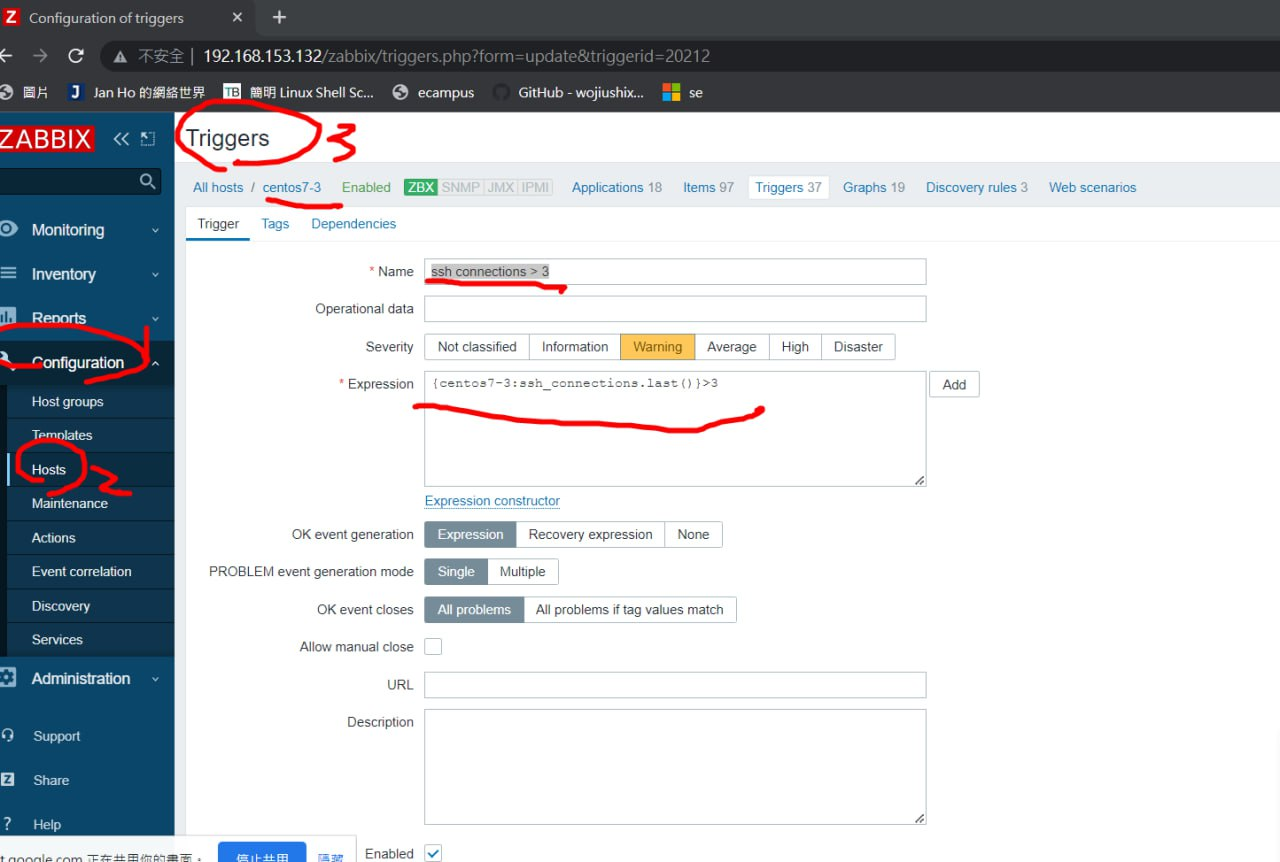 Configuration of triggers
不安全 | 192.168.153.132/zabbix/triggers.php?form=update&triggerid=20212
圖片 J Jan Ho 的網絡世界 TB 簡明 Linux Shell Sc... ecampus GitHub - wojiushix... se
ZABBIX
Triggers 3
All hosts / centos7-3 Enabled ZBX SNMP JMX IPMI Applications 18 Items 97 Triggers 37 Graphs 19 Discovery rules 3 Web scenarios
Trigger Tags Dependencies
Monitoring
Inventory
Reports
Configuration 1
Host groups
Templates
Hosts 2
Maintenance
Actions
Event correlation
Discovery
Services
Administration
Support
Share
Help
* Name ssh connections > 3
Operational data
Severity Not classified Information Warning Average High Disaster
* Expression {centos7-3:ssh_connections.last()}>3 Add
Expression constructor
OK event generation Expression Recovery expression None
PROBLEM event generation mode Single Multiple
OK event closes All problems All problems if tag values match
Allow manual close
URL
Description
Enabled
t.google.com 正在共用你的畫面。 停止共用 隱藏